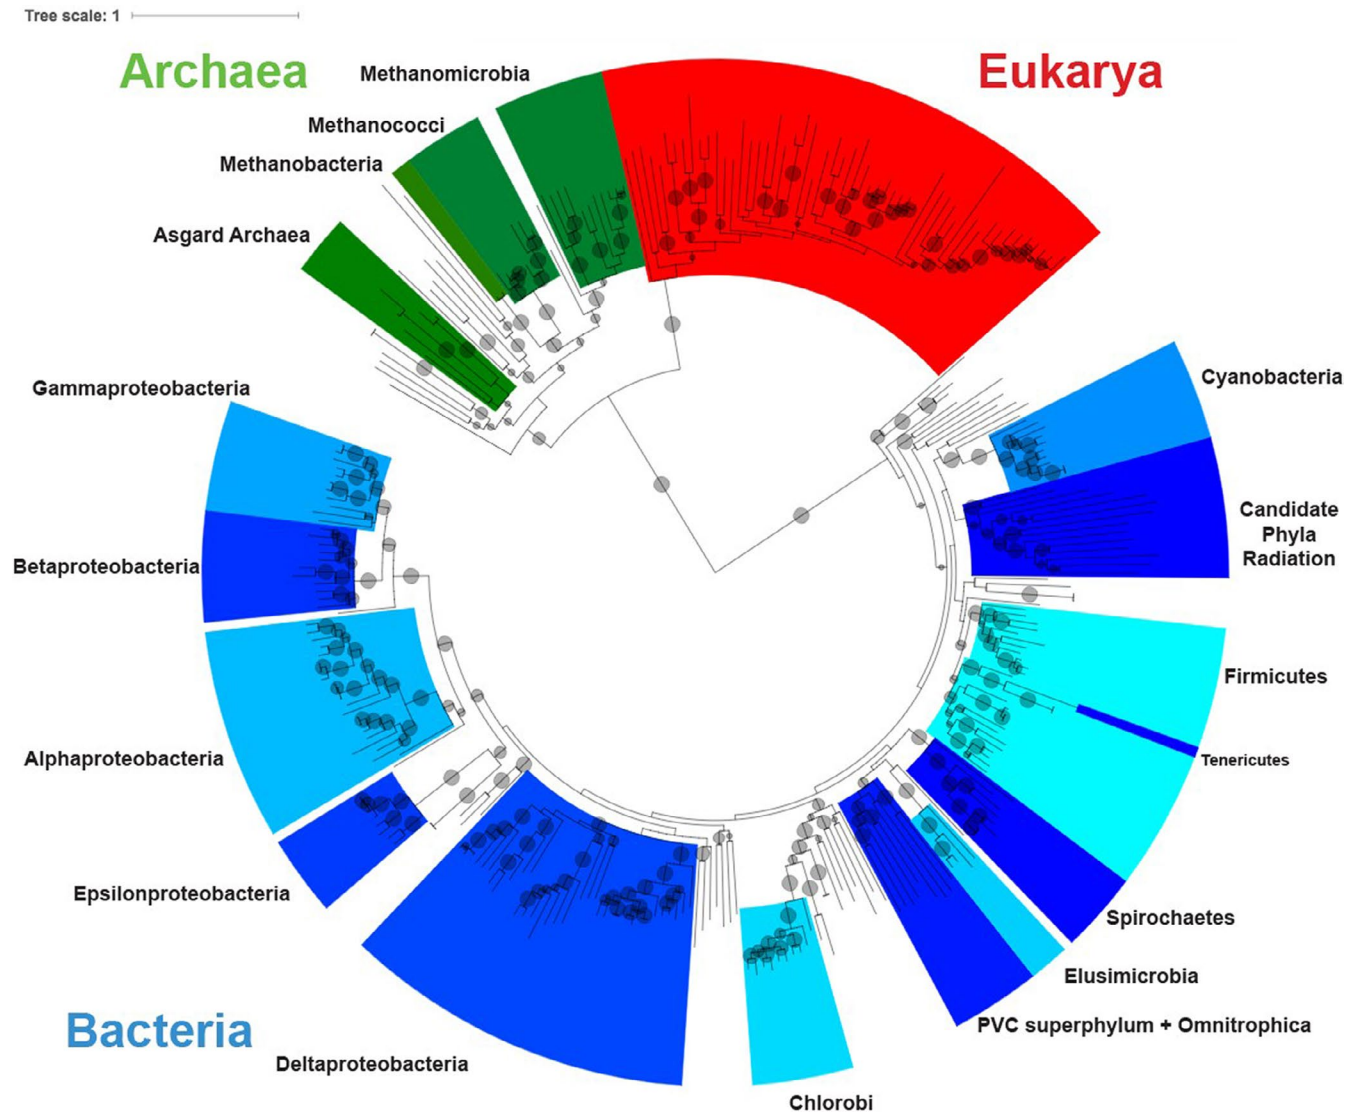 Tree scale: 1
Archaea
Methanomicrobia
Eukarya
Methanococci
Methanobacteria
Asgard Archaea
Gammaproteobacteria
Cyanobacteria
Candidate
Phyla
Radiation
Betaproteobacteria
Firmicutes
Alphaproteobacteria
Tenericutes
Epsilonproteobacteria
Spirochaetes
Elusimicrobia
Bacteria
PVC superphylum + Omnitrophica
Deltaproteobacteria
Chlorobi